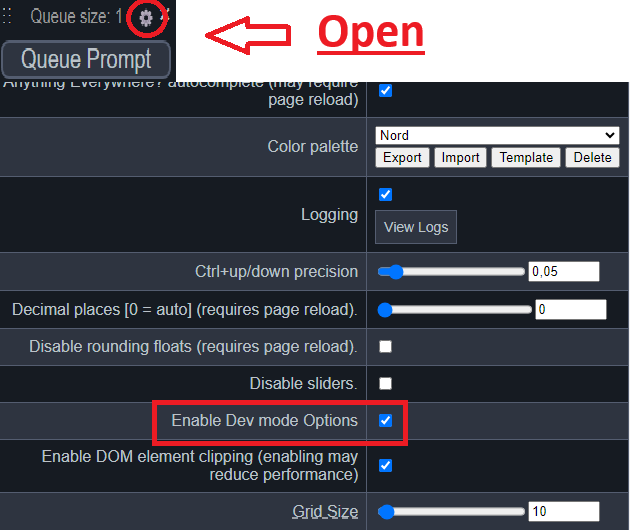 Queue size: 1
Open
Queue Prompt
Anything Everywhere? autocomplete (may require
page reload)
Color palette
Nord
Export Import Template Delete
Logging
View Logs
Ctrl+up/down precision
0,05
Decimal places [0 = auto] (requires page reload).
0
Disable rounding floats (requires page reload).
Disable sliders.
Enable Dev mode Options
Enable DOM element clipping (enabling may
reduce performance)
Grid Size
10